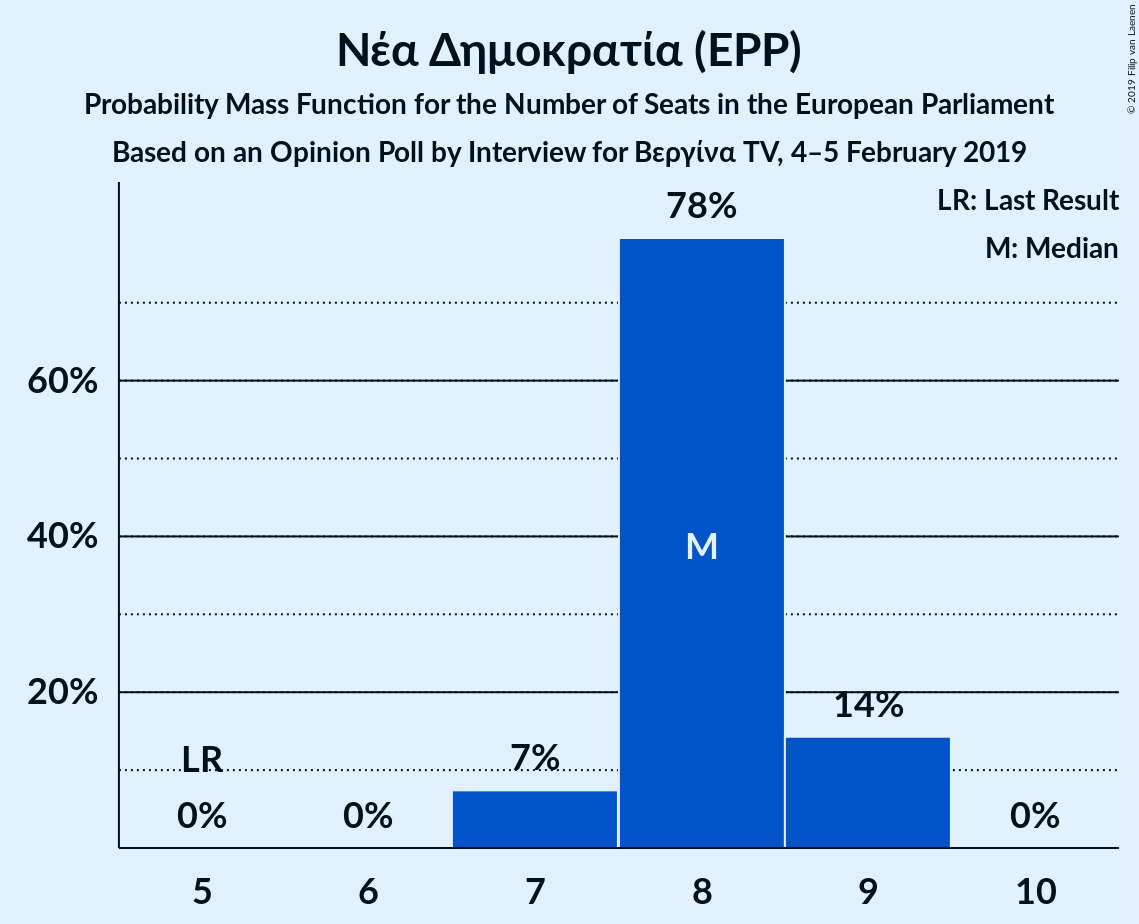 Νέα Δημοκρατία (EPP)
Probability Mass Function for the Number of Seats in the European Parliament
Based on an Opinion Poll by Interview for Βεργίνα TV, 4–5 February 2019
© 2019 Filip van Laenen
LR: Last Result
M: Median
78%
60%
40%
M
20%
14%
LR
7%
0%
0%
0%
5 6 7 8 9 10